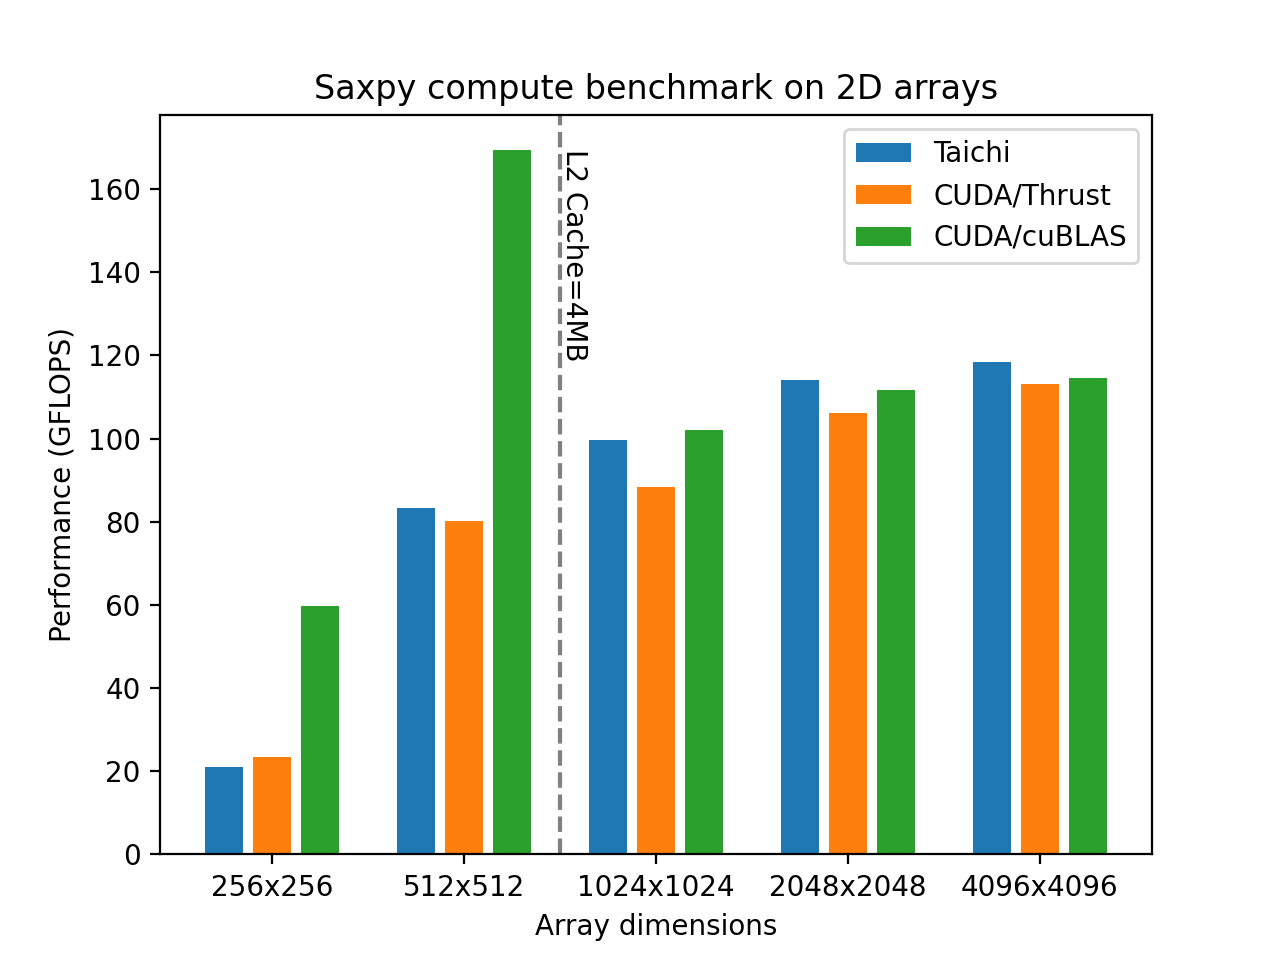 Saxpy compute benchmark on 2D arrays
Taichi
CUDA/Thrust
CUDA/cuBLAS
L2 Cache=4MB
Performance (GFLOPS)
160
140
120
100
80
60
40
20
0
256x256
512x512
1024x1024
2048x2048
4096x4096
Array dimensions